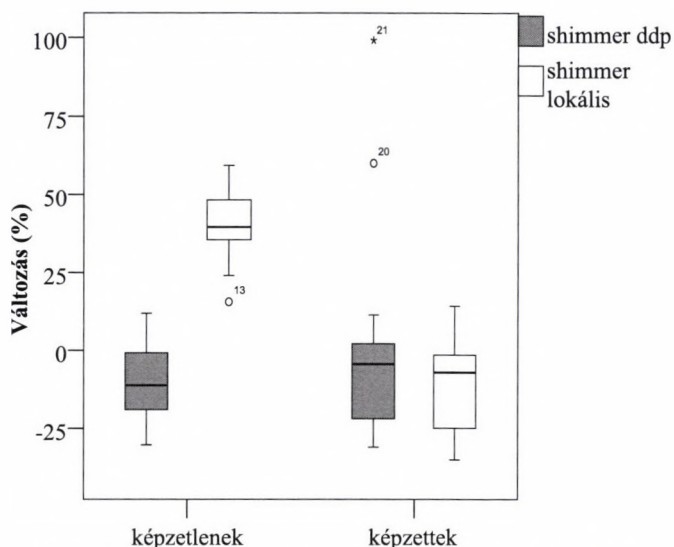 100
75
50
25
0
-25
Változás (%)
21
20
13
képzetlenek
képzettek
shimmer ddp
shimmer
lokális